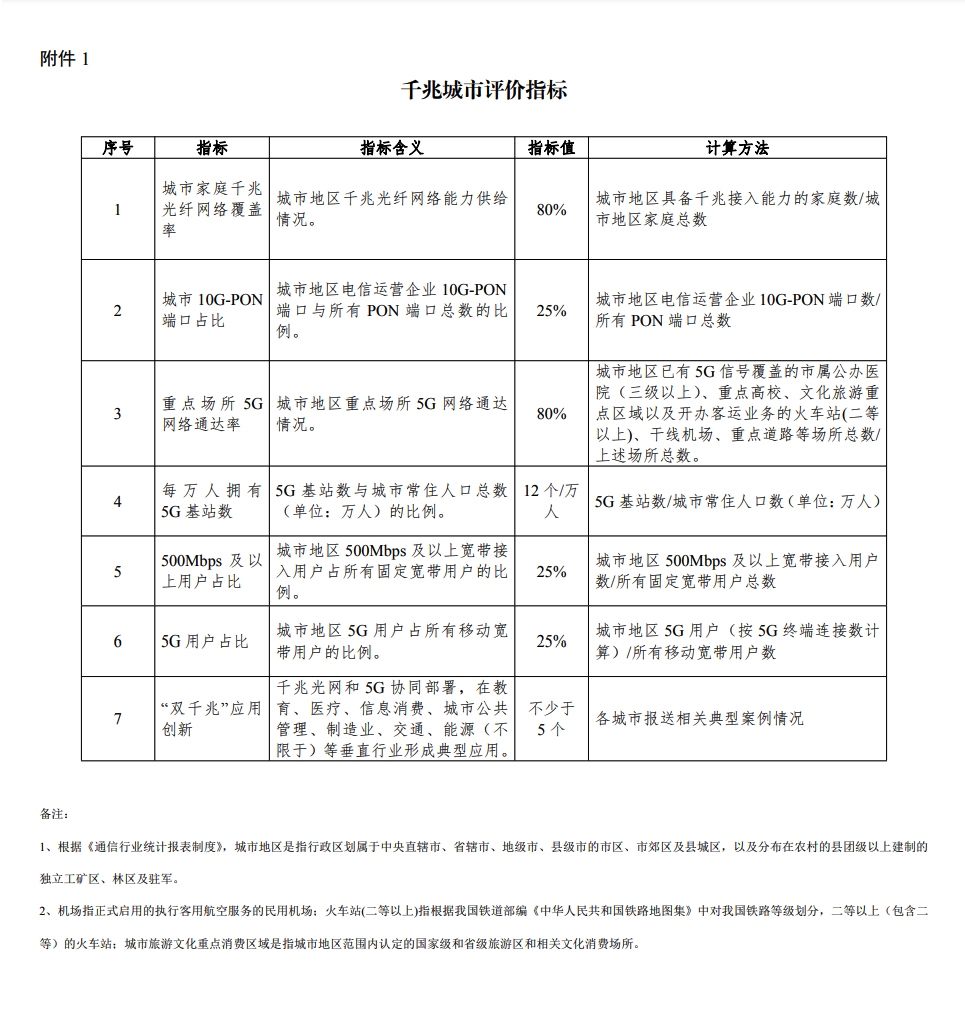 附件 1
千兆城市评价指标
序号 指标 指标含义 指标值 计算方法
1
城市家庭千兆
光纤网络覆盖
率
城市地区千兆光纤网络能力供给
情况。
80%
城市地区具备千兆接入能力的家庭数/城
市地区家庭总数
2
城市 10G-PON
端口占比
城市地区电信运营企业 10G-PON
端口与所有 PON 端口总数的比
例。
25%
城市地区电信运营企业 10G-PON 端口数/
所有 PON 端口总数
3
重点场所 5G
网络通达率
城市地区重点场所 5G 网络通达
情况。
80%
城市地区已有 5G 信号覆盖的市属公办医
院（三级以上）、重点高校、文化旅游重
点区域以及开办客运业务的火车站(二等
以上)、干线机场、重点道路等场所总数/
上述场所总数。
4
每万人拥有
5G 基站数
5G 基站数与城市常住人口总数
（单位：万人）的比例。
12 个/万
人
5G 基站数/城市常住人口数（单位：万人）
5
500Mbps 及以
上用户占比
城市地区 500Mbps 及以上宽带接
入用户占所有固定宽带用户的比
例。
25%
城市地区 500Mbps 及以上宽带接入用户
数/所有固定宽带用户总数
6
5G 用户占比
城市地区 5G 用户占所有移动宽
带用户的比例。
25%
城市地区 5G 用户（按 5G 终端连接数计
算）/所有移动宽带用户数
7
“双千兆”应用
创新
千兆光网和 5G 协同部署，在教
育、医疗、信息消费、城市公共
管理、制造业、交通、能源（不
限于）等垂直行业形成典型应用。
不少于
5 个
各城市报送相关典型案例情况
备注：
1、根据《通信行业统计报表制度》，城市地区是指行政区划属于中央直辖市、省辖市、地级市、县级市的市区、市郊区及县城区，以及分布在农村的县团级以上建制的
独立工矿区、林区及驻军。
2、机场指正式启用的执行客用航空服务的民用机场；火车站(二等以上)指根据我国铁道部编《中华人民共和国铁路地图集》中对我国铁路等级划分，二等以上（包含二
等）的火车站；城市旅游文化重点消费区域是指城市地区范围内认定的国家级和省级旅游区和相关文化消费场所。